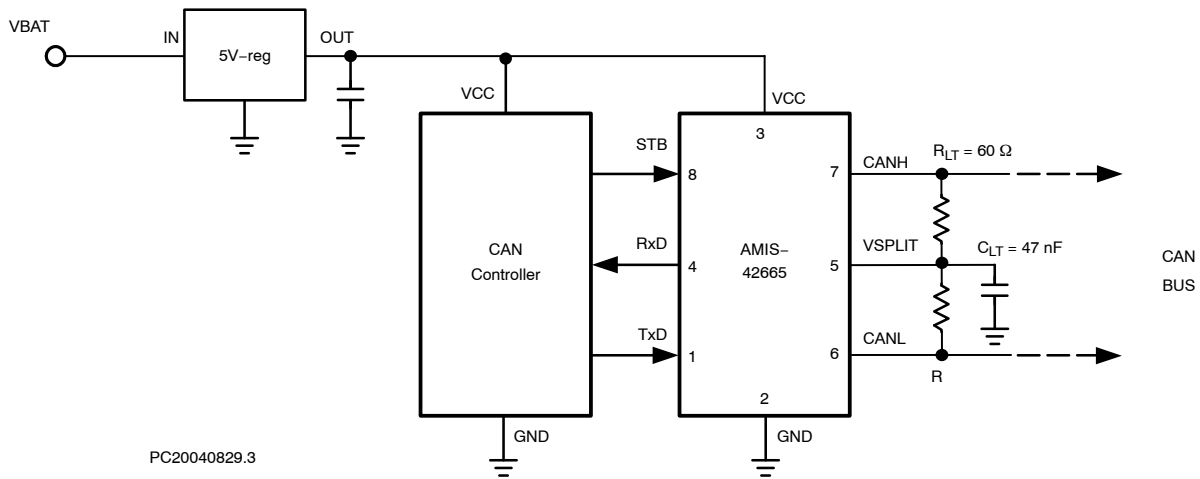 VBAT
IN
5V−reg
OUT
VCC
VCC
3
STB
8
7
CANH
R_LT = 60 Ω
CAN
Controller
RxD
4
AMIS−
42665
5
VSPLIT
C_LT = 47 nF
CAN
BUS
TxD
1
6
CANL
R
2
GND
GND
PC20040829.3